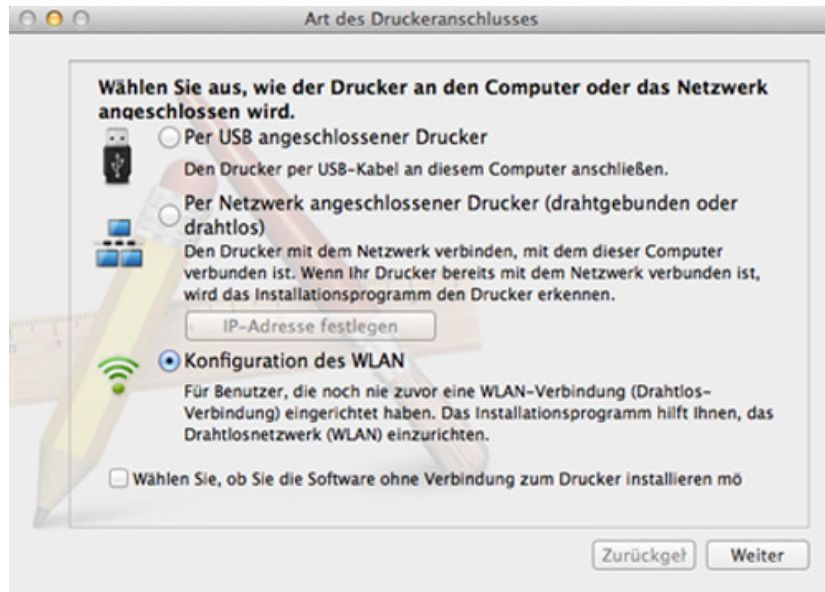 Art des Druckeranschlusses
Wählen Sie aus, wie der Drucker an den Computer oder das Netzwerk
angeschlossen wird.
Per USB angeschlossener Drucker
Den Drucker per USB-Kabel an diesem Computer anschließen.
Per Netzwerk angeschlossener Drucker (drahtgebunden oder
drahtlos)
Den Drucker mit dem Netzwerk verbinden, mit dem dieser Computer
verbunden ist. Wenn Ihr Drucker bereits mit dem Netzwerk verbunden ist,
wird das Installationsprogramm den Drucker erkennen.
IP-Adresse festlegen
Konfiguration des WLAN
Für Benutzer, die noch nie zuvor eine WLAN-Verbindung (Drahtlos-
Verbindung) eingerichtet haben. Das Installationsprogramm hilft Ihnen, das
Drahtlosnetzwerk (WLAN) einzurichten.
Wählen Sie, ob Sie die Software ohne Verbindung zum Drucker installieren mö
Zurückgeh Weiter